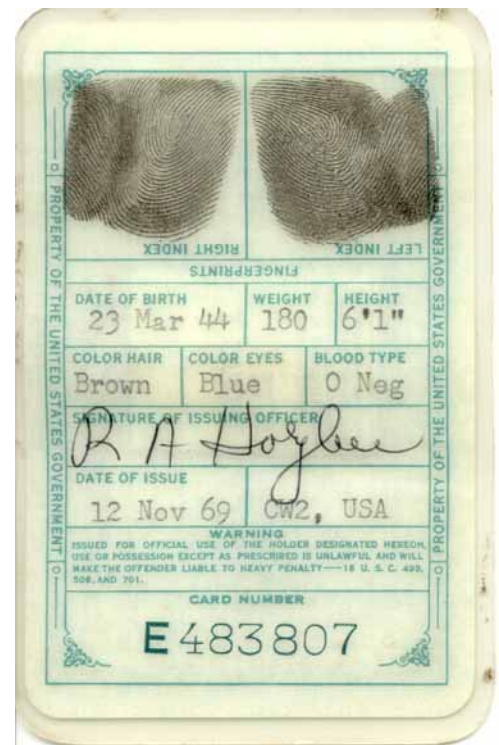 RIGHT INDEX LEFT INDEX
FINGERPRINTS
DATE OF BIRTH WEIGHT HEIGHT
23 Mar 44 180 6'1"
COLOR HAIR COLOR EYES BLOOD TYPE
Brown Blue O Neg
SIGNATURE OF ISSUING OFFICER
R A
DATE OF ISSUE
12 Nov 69 CW2, USA
WARNING
ISSUED FOR OFFICIAL USE OF THE HOLDER DESIGNATED HEREON.
USE OR POSSESSION EXCEPT AS PRESCRIBED IS UNLAWFUL AND WILL
MAKE THE OFFENDER LIABLE TO HEAVY PENALTY—18 U. S. C. 499,
506, AND 701.
CARD NUMBER
E483807
PROPERTY OF THE UNITED STATES GOVERNMENT
PROPERTY OF THE UNITED STATES GOVERNMENT